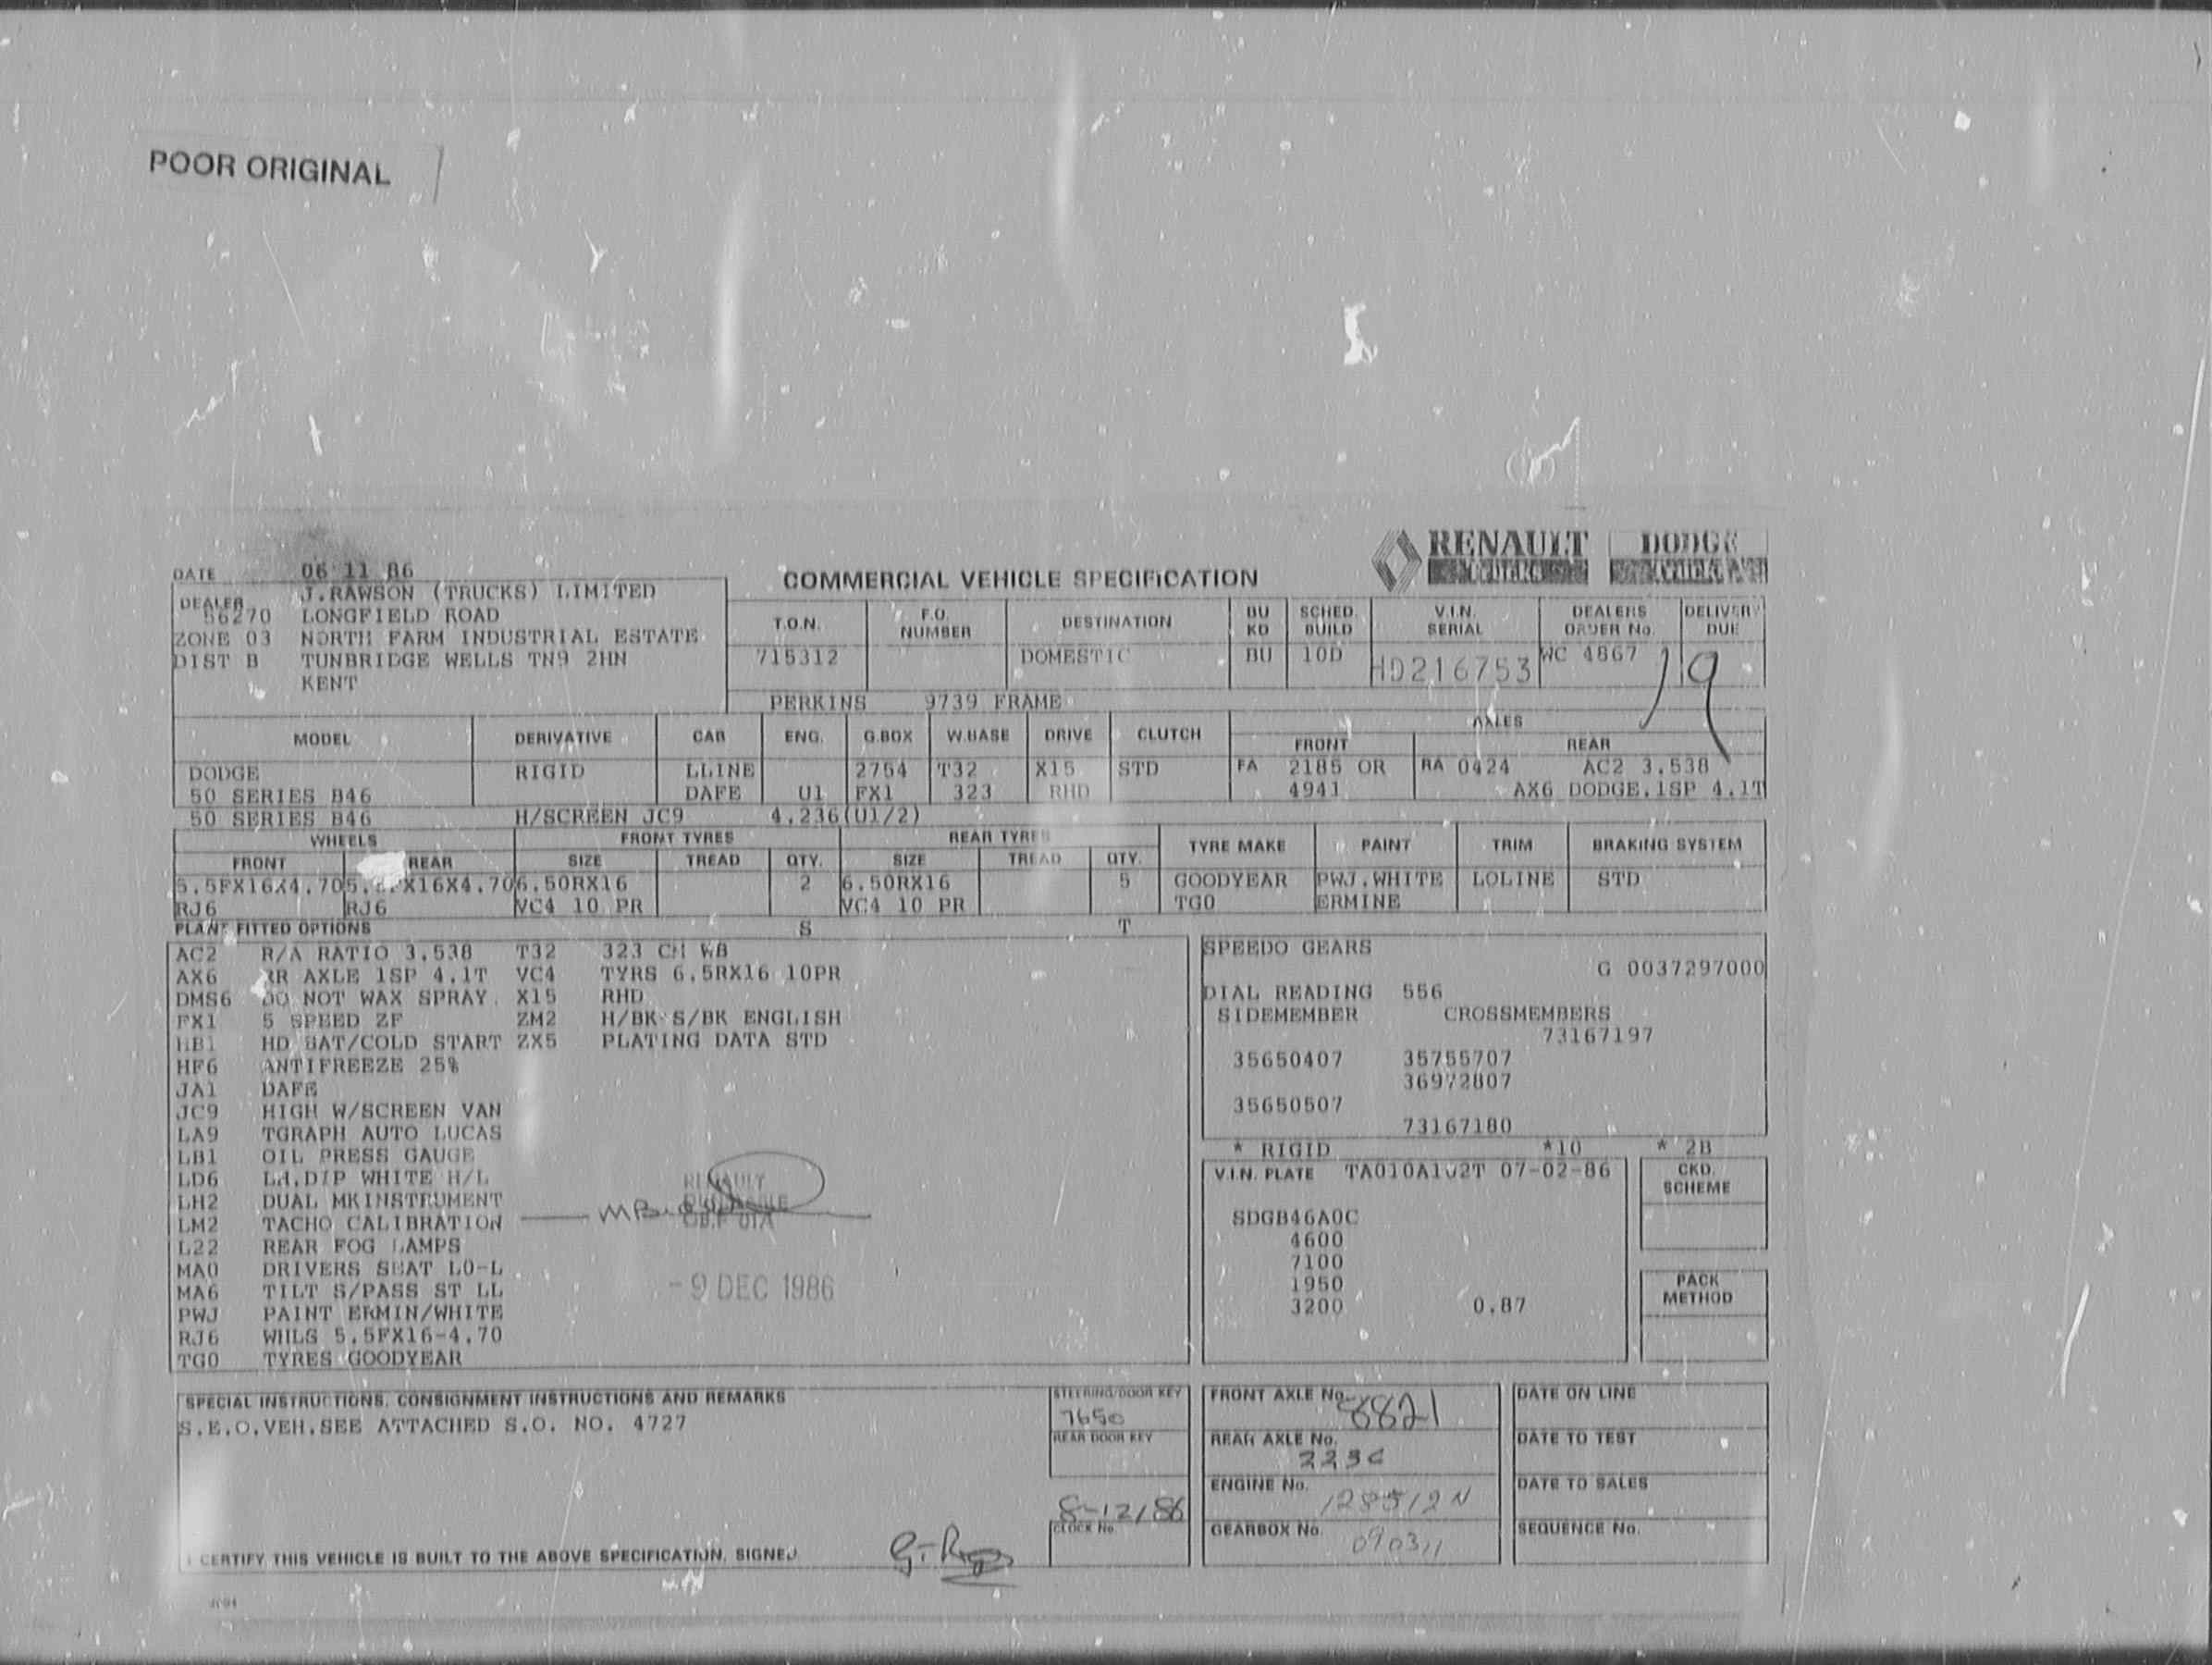 POOR ORIGINAL
RENAULT DODGE
DATE 06 11 86
COMMERCIAL VEHICLE SPECIFICATION
DEALER J.RAWSON (TRUCKS) LIMITED
56270 LONGFIELD ROAD
ZONE 03 NORTH FARM INDUSTRIAL ESTATE
DIST B TUNBRIDGE WELLS TN9 2HN
KENT
T.O.N. F.O. NUMBER DESTINATION BU KD SCHED. BUILD V.I.N. SERIAL DEALERS ORDER No. DELIVERY DUE
715312 DOMESTIC BU 10D HD216753 WC 4867 19
PERKINS 9739 FRAME
MODEL DERIVATIVE CAB ENG. G.BOX W.BASE DRIVE CLUTCH AXLES
FRONT REAR
DODGE RIGID LLINE 2754 T32 X15 STD FA 2185 OR RA 0424 AC2 3.538
50 SERIES B46 DAFE U1 FX1 323 RHD 4941 AX6 DODGE.1SP 4.1T
50 SERIES B46 H/SCREEN JC9 4.236(U1/2)
WHEELS FRONT TYRES REAR TYRES TYRE MAKE PAINT TRIM BRAKING SYSTEM
FRONT REAR SIZE TREAD QTY. SIZE TREAD QTY.
5.5FX16X4.70 X16X4.70 6.50RX16 2 6.50RX16 5 GOODYEAR PWJ.WHITE LOLINE STD
RJ6 RJ6 VC4 10 PR VC4 10 PR TG0 ERMINE
PLANT FITTED OPTIONS S T
AC2 R/A RATIO 3.538 T32 323 CM WB
AX6 RR AXLE 1SP 4.1T VC4 TYRS 6.5RX16 10PR
DMS6 DO NOT WAX SPRAY. X15 RHD
FX1 5 SPEED ZF ZM2 H/BK S/BK ENGLISH
HB1 HD BAT/COLD START ZX5 PLATING DATA STD
HF6 ANTIFREEZE 25%
JA1 DAFE
JC9 HIGH W/SCREEN VAN
LA9 TGRAPH AUTO LUCAS
LB1 OIL PRESS GAUGE
LD6 LH.DIP WHITE H/L
LH2 DUAL MKINSTRUMENT
LM2 TACHO CALIBRATION
L22 REAR FOG LAMPS
MA0 DRIVERS SEAT LO-L
MA6 TILT S/PASS ST LL
PWJ PAINT ERMIN/WHITE
RJ6 WHLS 5.5FX16-4.70
TG0 TYRES GOODYEAR
RENAULT
- 9 DEC 1986
SPEEDO GEARS
G 0037297000
DIAL READING 556
SIDEMEMBER CROSSMEMBERS
73167197
35650407 35755707
36972807
35650507
73167180
* RIGID *10 * 2B
V.I.N. PLATE TA010A102T 07-02-86
SDGB46A0C
4600
7100
1950
3200 0.87
CKD. SCHEME
PACK METHOD
SPECIAL INSTRUCTIONS, CONSIGNMENT INSTRUCTIONS AND REMARKS
S.E.O.VEH.SEE ATTACHED S.O. NO. 4727
STEERING/DOOR KEY
7650
REAR DOOR KEY
8-12/86
CLOCK No.
FRONT AXLE No. 8821
REAR AXLE No.
ENGINE No. 128512N
GEARBOX No. 090311
DATE ON LINE
DATE TO TEST
DATE TO SALES
SEQUENCE No.
I CERTIFY THIS VEHICLE IS BUILT TO THE ABOVE SPECIFICATION. SIGNED